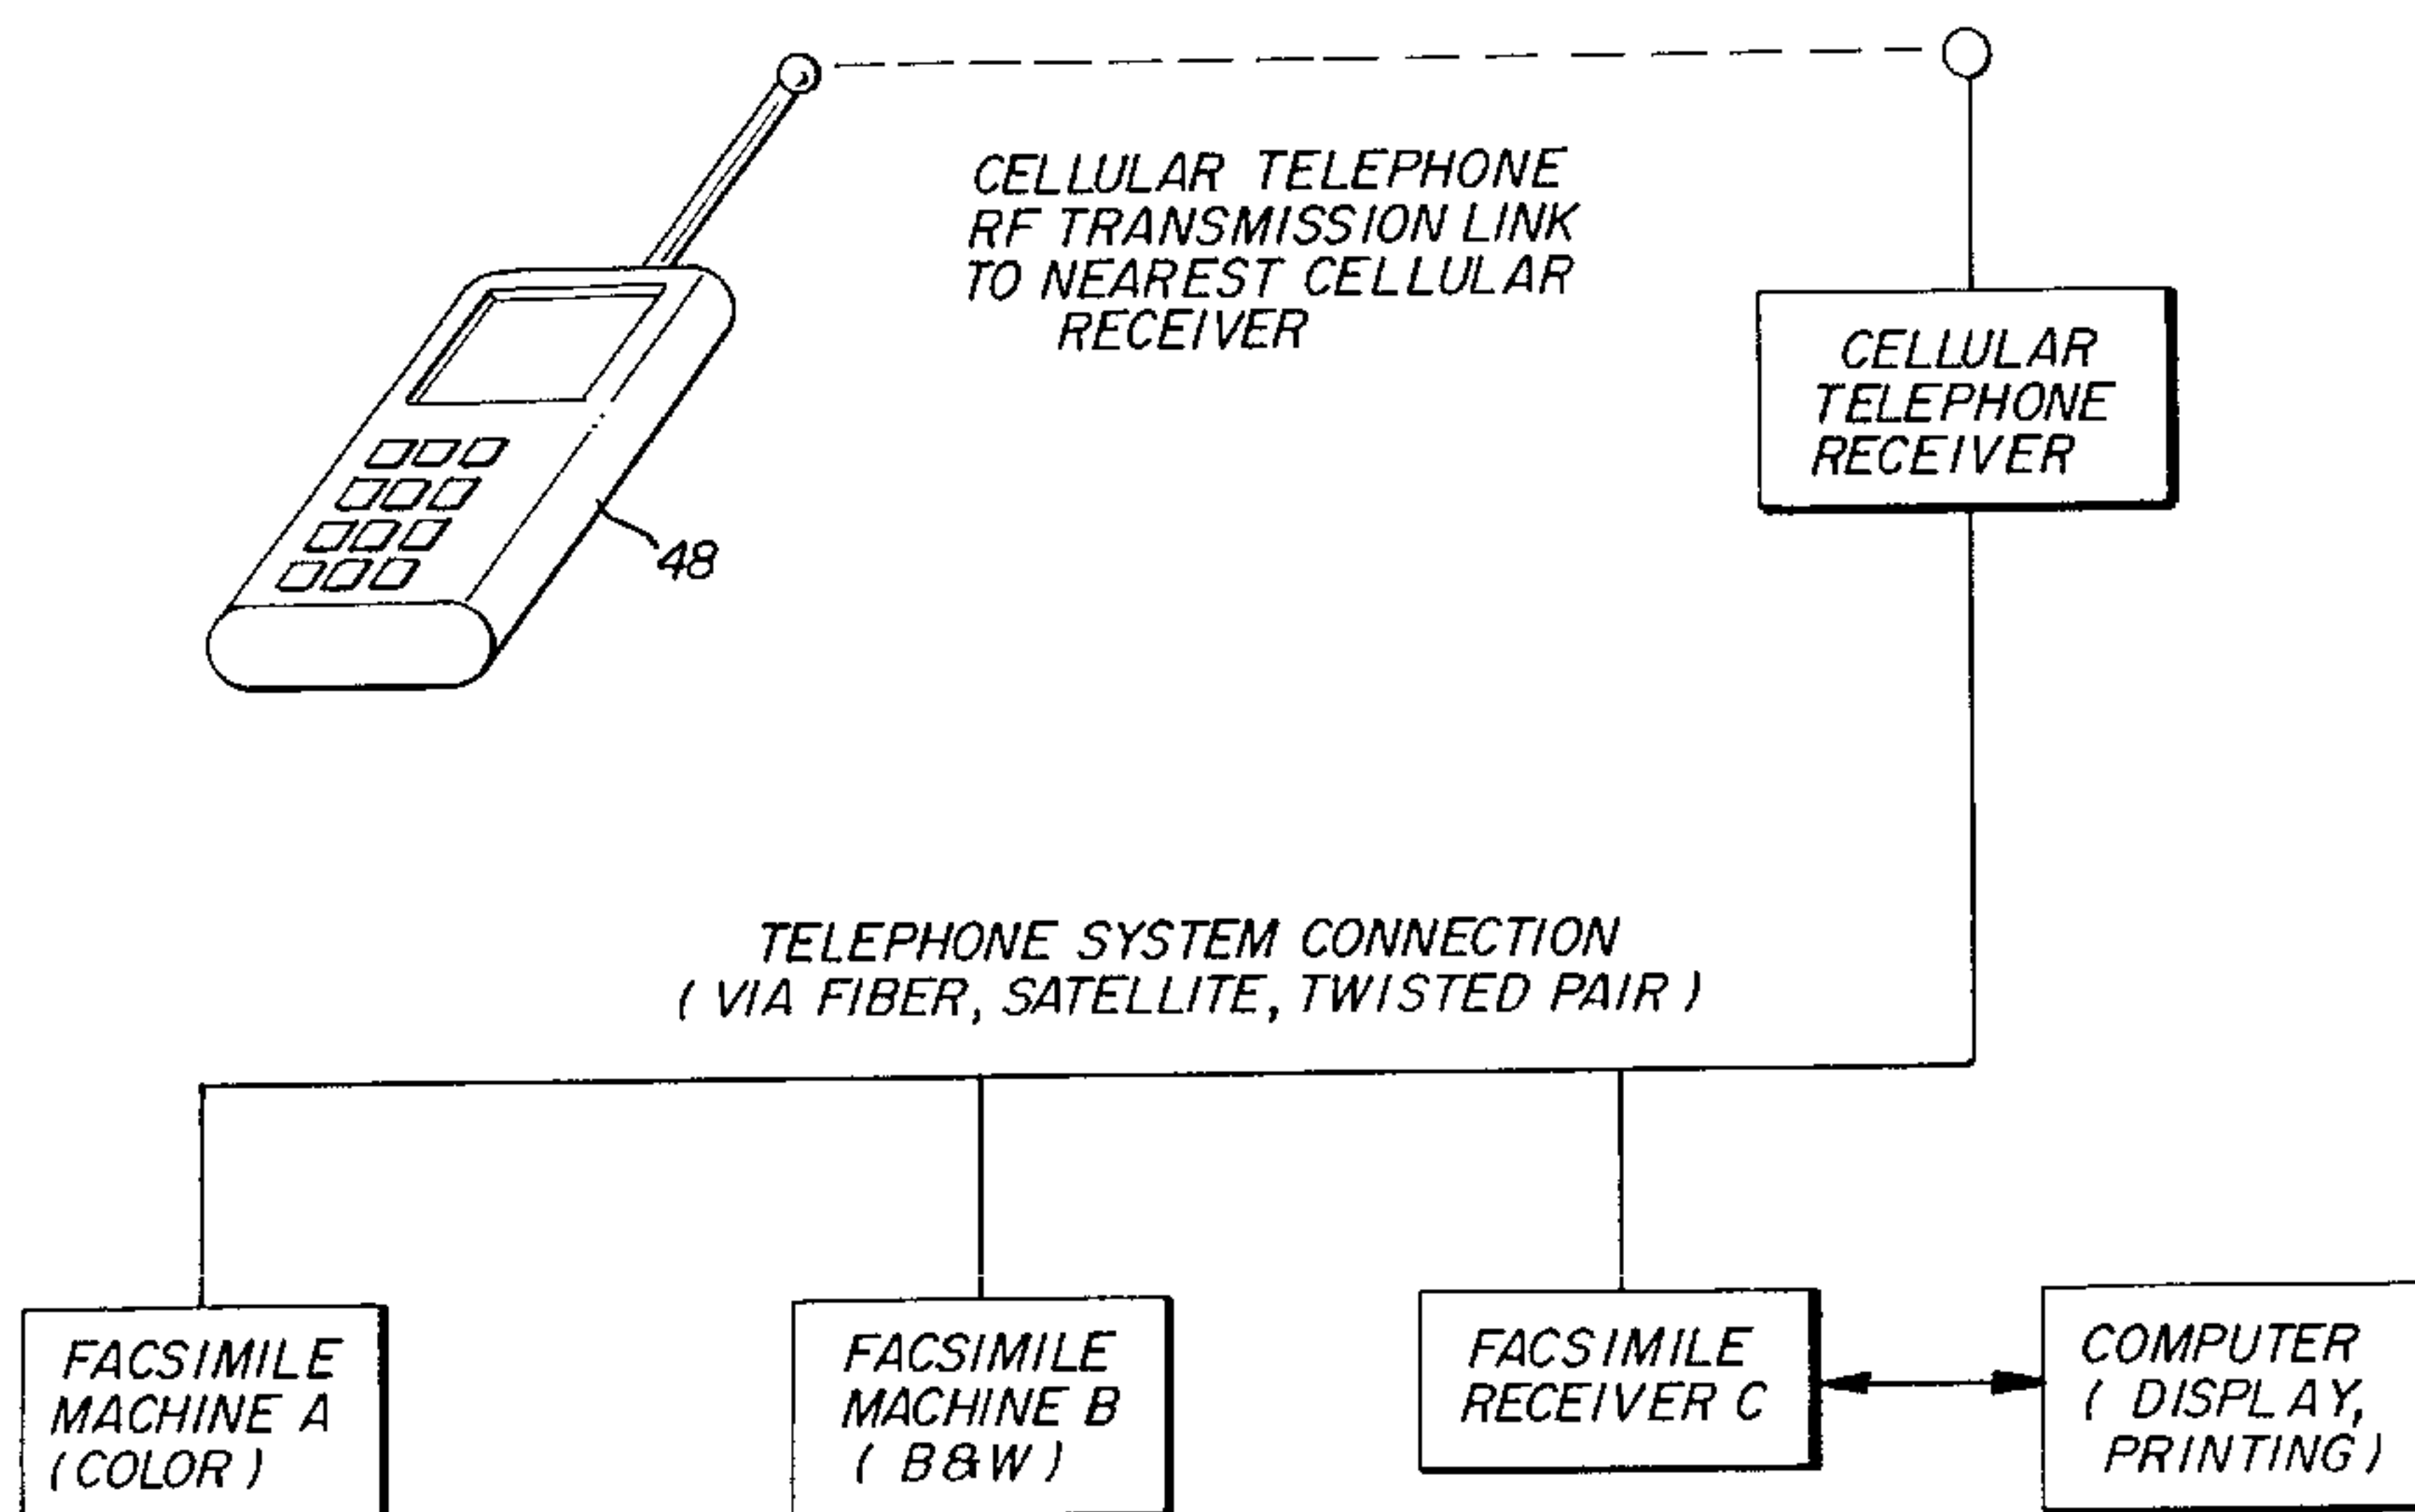 CELLULAR TELEPHONE
RF TRANSMISSION LINK
TO NEAREST CELLULAR
RECEIVER
CELLULAR
TELEPHONE
RECEIVER
48
TELEPHONE SYSTEM CONNECTION
(VIA FIBER, SATELLITE, TWISTED PAIR)
FACSIMILE
MACHINE A
(COLOR)
FACSIMILE
MACHINE B
(B&W)
FACSIMILE
RECEIVER C
COMPUTER
(DISPLAY,
PRINTING)